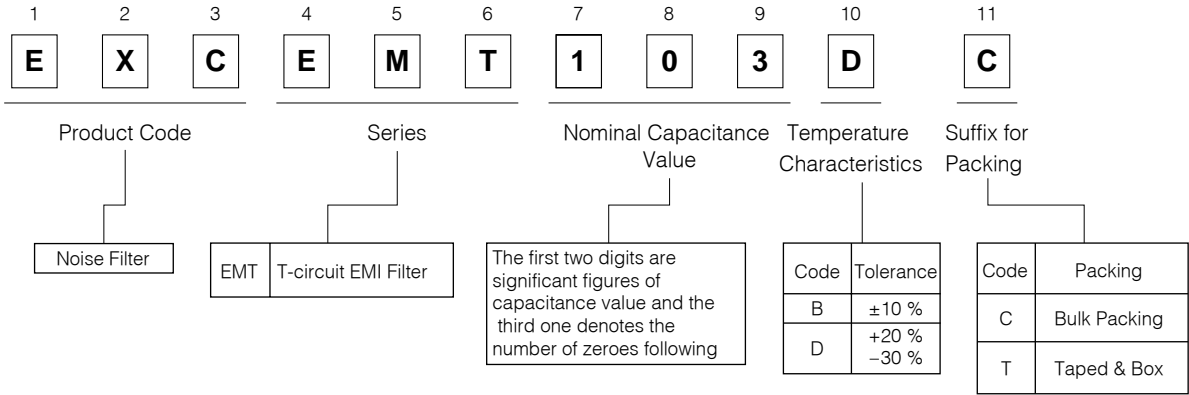 1 2 3 4 5 6 7 8 9 10 11
E X C E M T 1 0 3 D C
Product Code
Series
Nominal Capacitance
Value
Temperature
Characteristics
Suffix for
Packing
Noise Filter
EMT T-circuit EMI Filter
The first two digits are
significant figures of
capacitance value and the
third one denotes the
number of zeroes following
Code Tolerance
B ±10 %
D +20 %
−30 %
Code Packing
C Bulk Packing
T Taped & Box